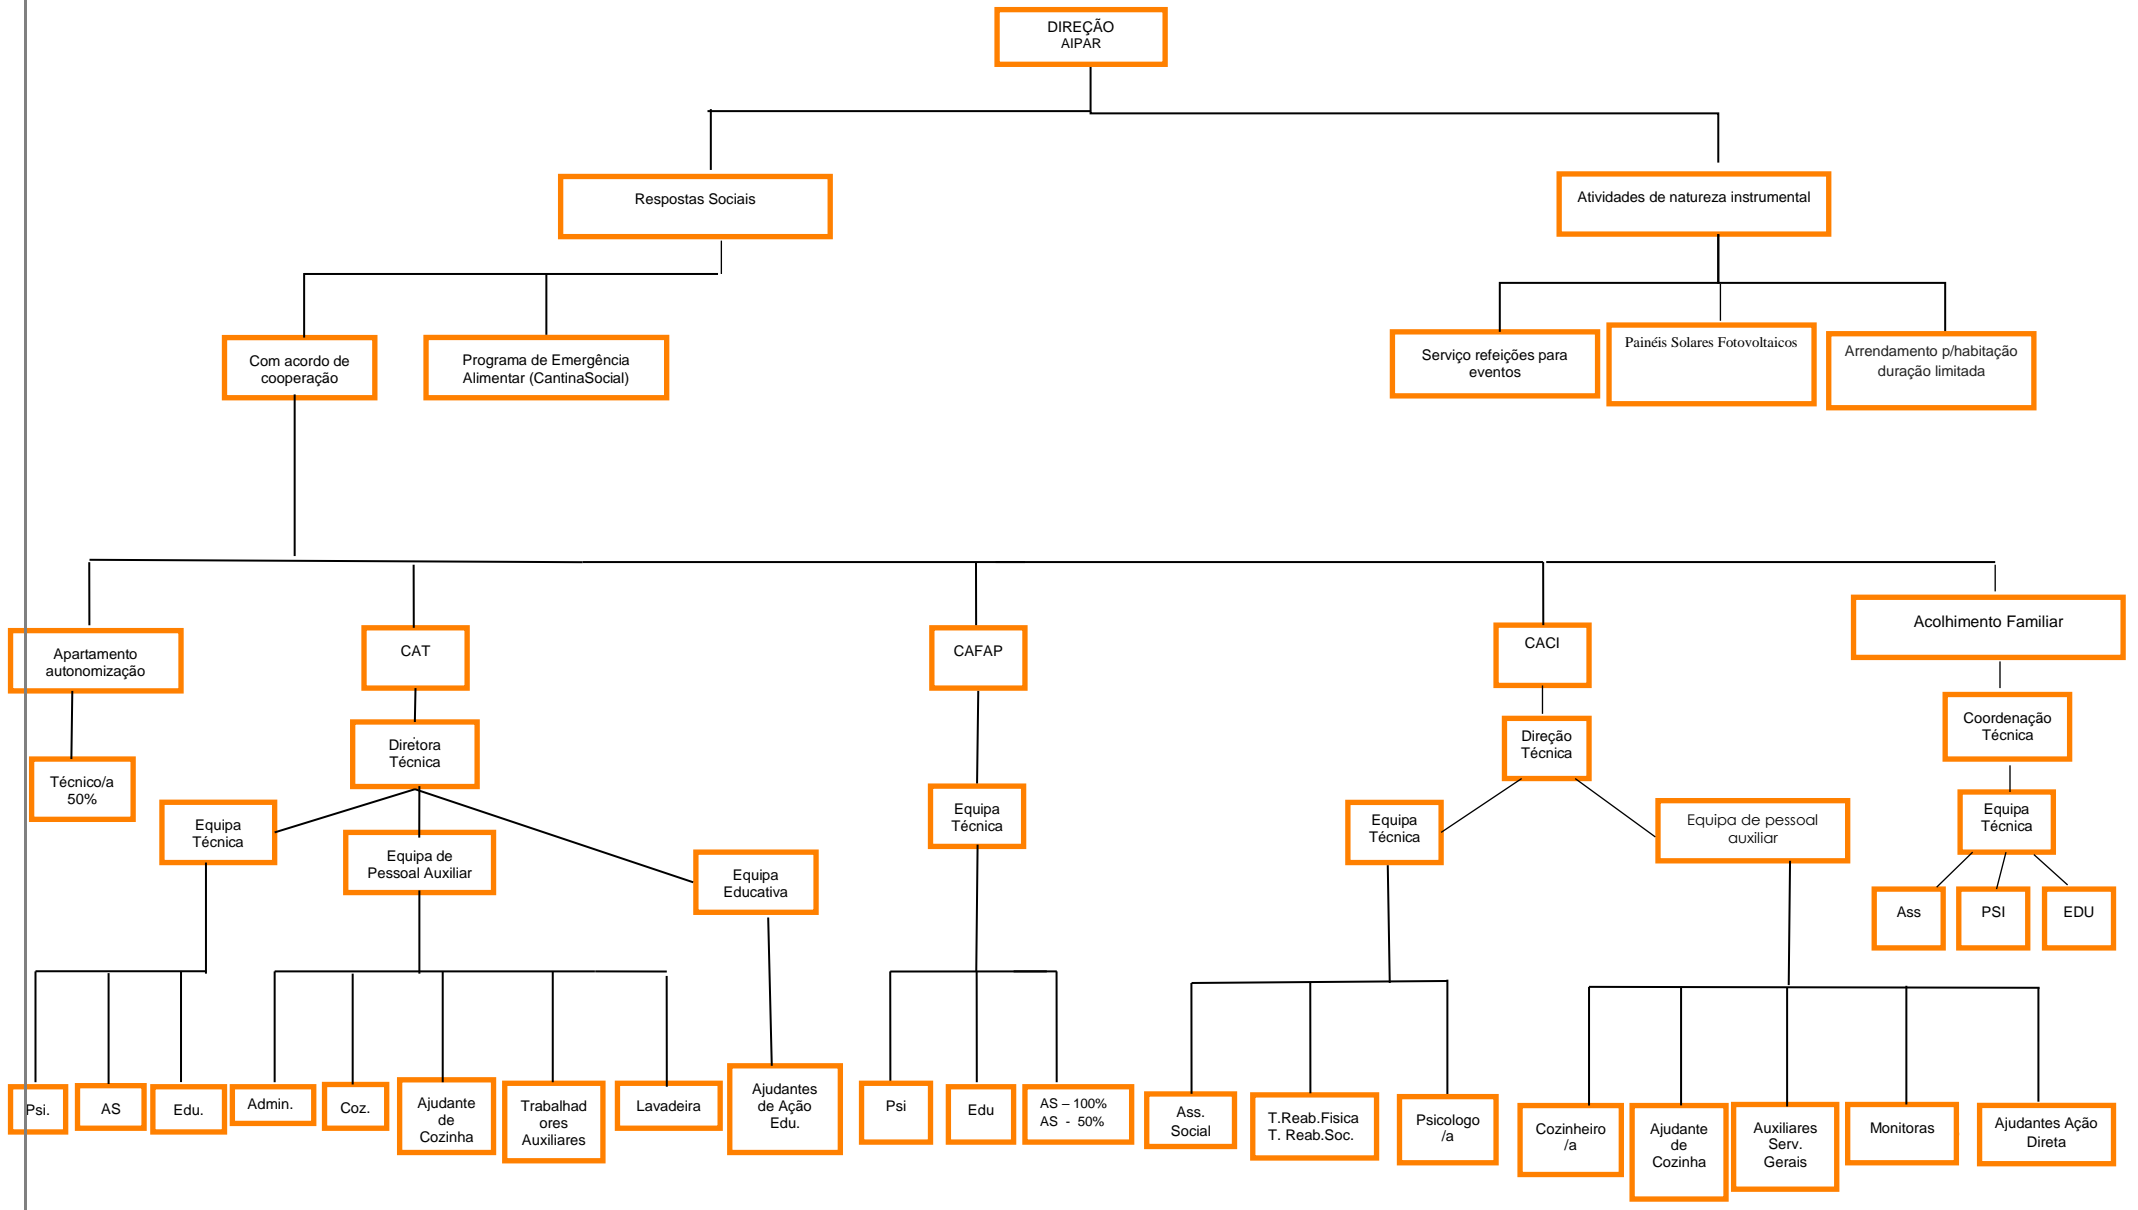 DIREÇÃO
AIPAR
Respostas Sociais
Atividades de natureza instrumental
Com acordo de
cooperação
Programa de Emergência
Alimentar (CantinaSocial)
Serviço refeições para
eventos
Painéis Solares Fotovoltaicos
Arrendamento p/habitação
duração limitada
Apartamento
autonomização
CAT
CAFAP
CACI
Acolhimento Familiar
Técnico/a
50%
Diretora
Técnica
Direção
Técnica
Coordenação
Técnica
Equipa
Técnica
Equipa de
Pessoal Auxiliar
Equipa
Educativa
Equipa
Técnica
Equipa
Técnica
Equipa de pessoal
auxiliar
Equipa
Técnica
Ass
PSI
EDU
Psi.
AS
Edu.
Admin.
Coz.
Ajudante
de
Cozinha
Trabalhad
ores
Auxiliares
Lavadeira
Ajudantes
de Ação
Edu.
Psi
Edu
AS – 100%
AS - 50%
Ass.
Social
T.Reab.Fisica
T. Reab.Soc.
Psicologo
/a
Cozinheiro
/a
Ajudante
de
Cozinha
Auxiliares
Serv.
Gerais
Monitoras
Ajudantes Ação
Direta